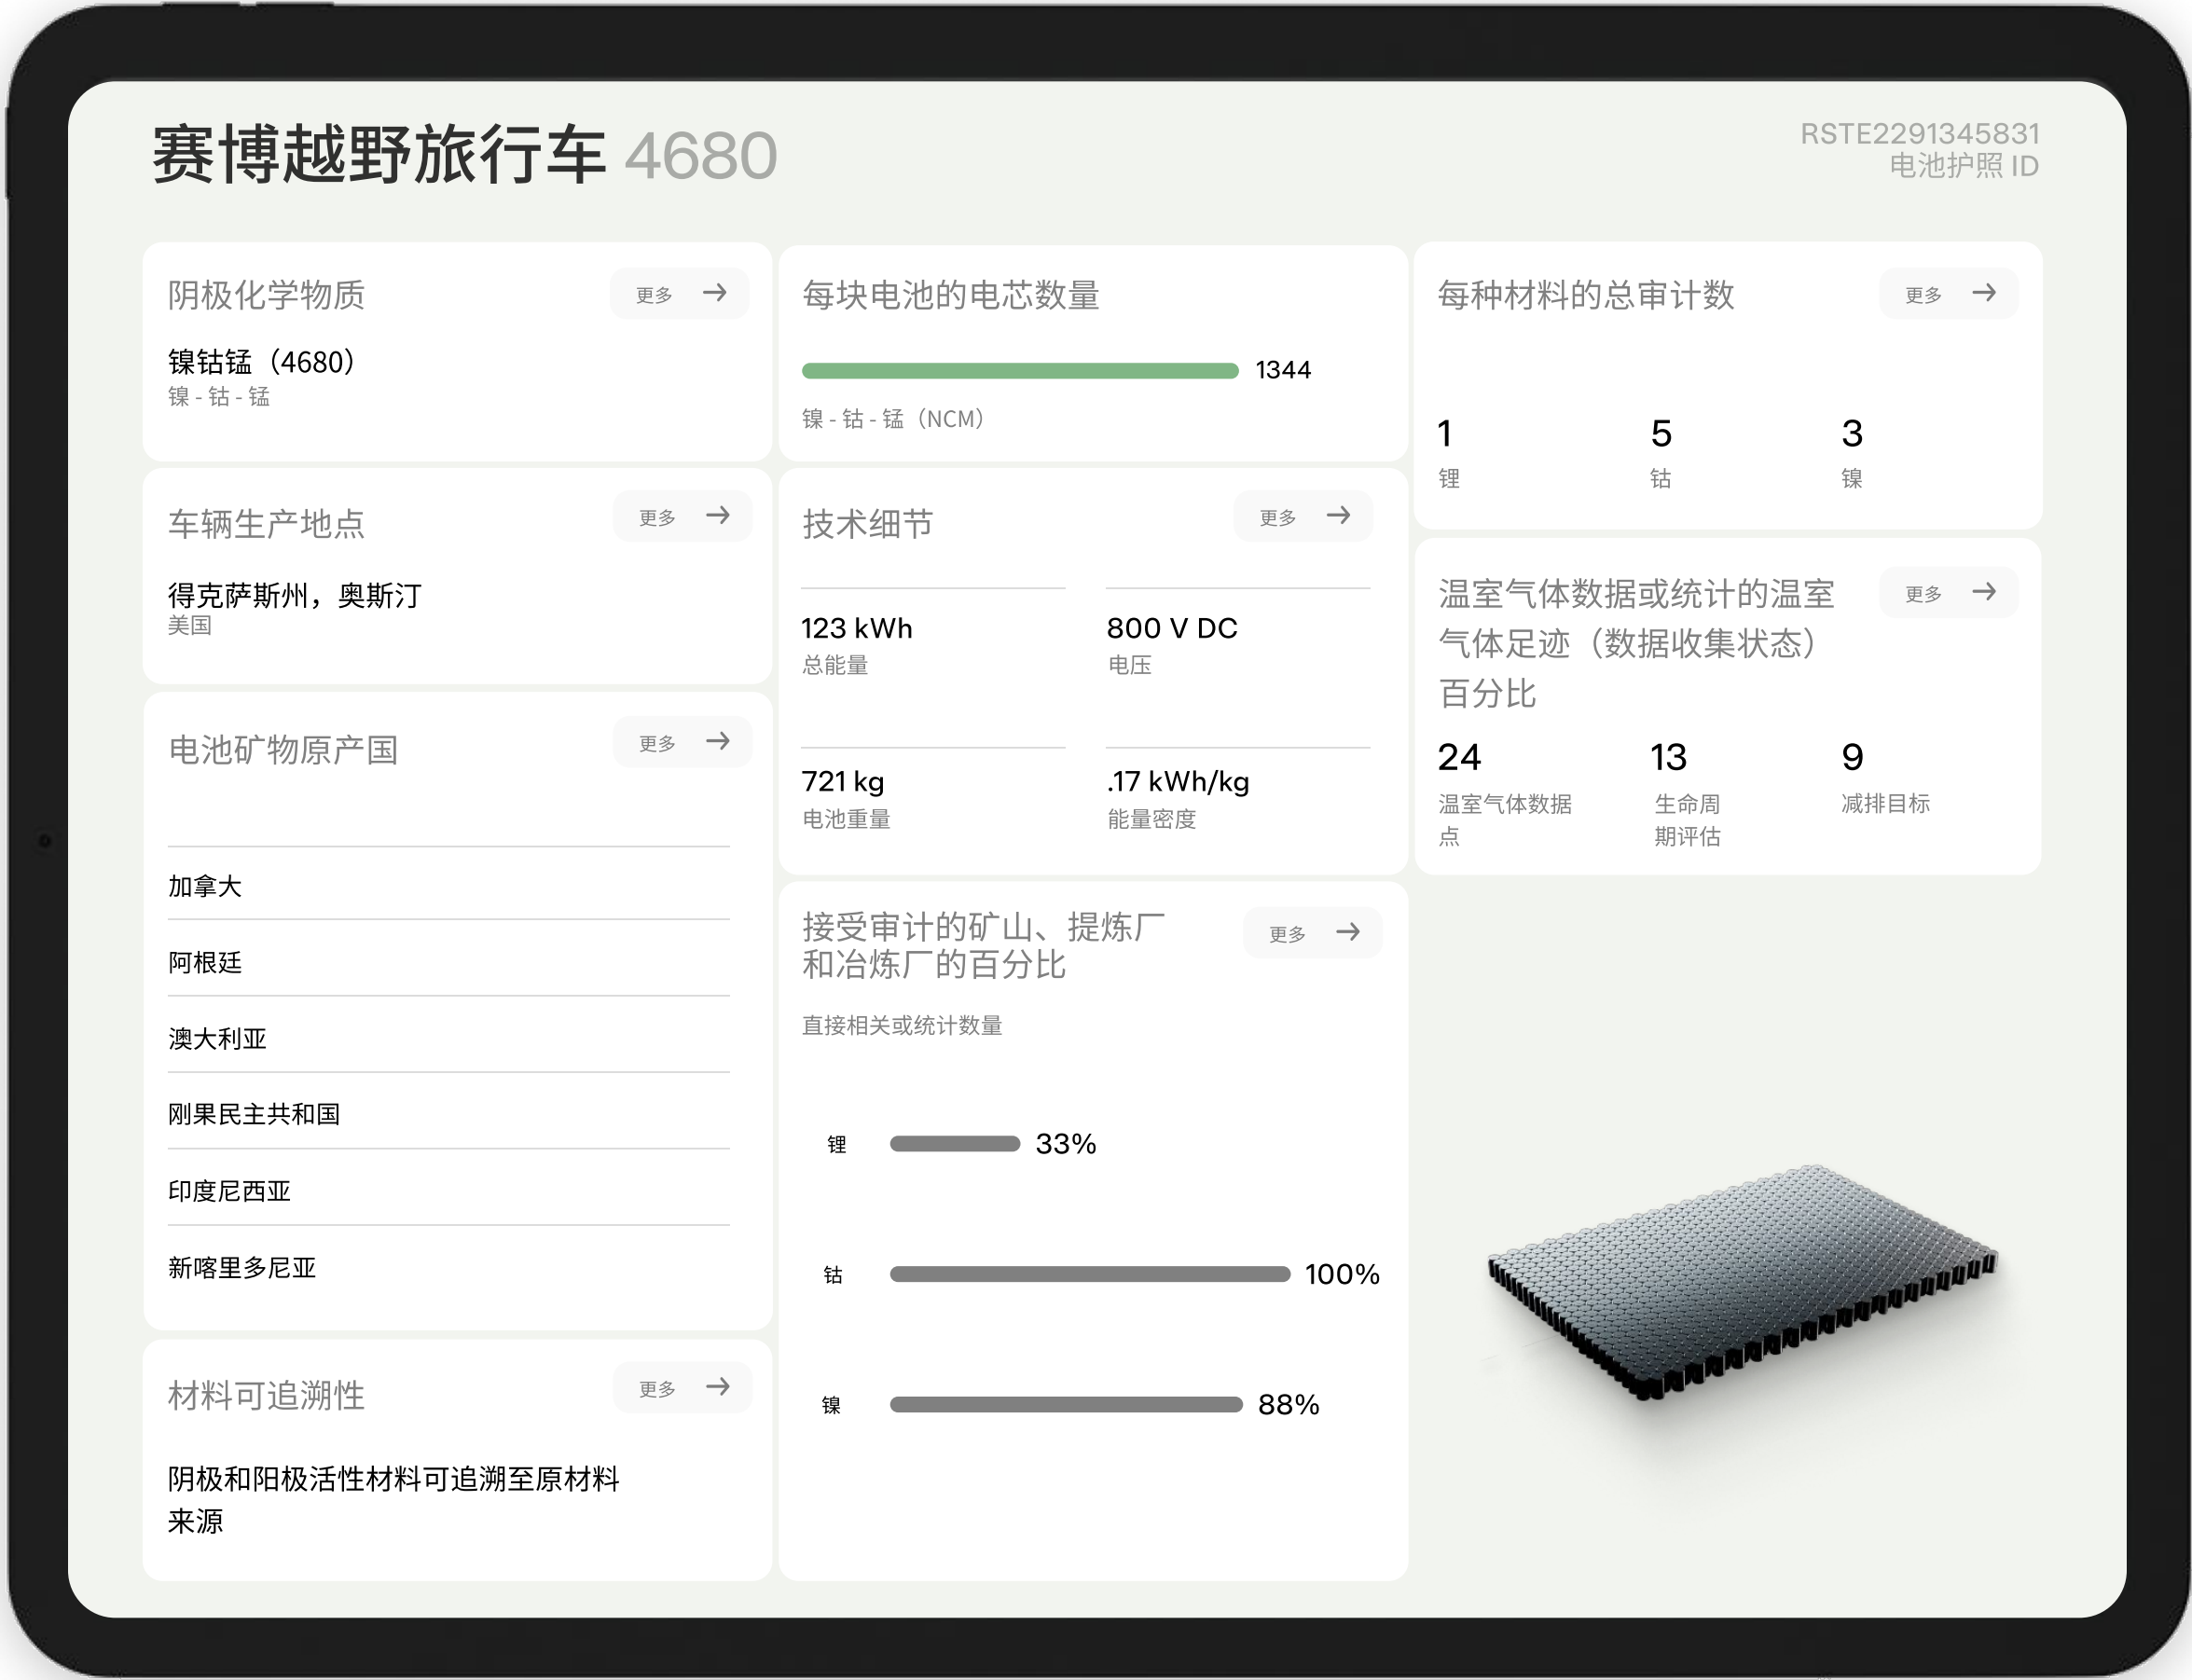 赛博越野旅行车 4680
RSTE2291345831
电池护照 ID
阴极化学物质
更多
镍钴锰（4680）
镍 - 钴 - 锰
车辆生产地点
更多
得克萨斯州，奥斯汀
美国
电池矿物原产国
更多
加拿大
阿根廷
澳大利亚
刚果民主共和国
印度尼西亚
新喀里多尼亚
材料可追溯性
更多
阴极和阳极活性材料可追溯至原材料
来源
每块电池的电芯数量
1344
镍 - 钴 - 锰（NCM）
技术细节
更多
123 kWh
总能量
800 V DC
电压
721 kg
电池重量
.17 kWh/kg
能量密度
接受审计的矿山、提炼厂
和冶炼厂的百分比
更多
直接相关或统计数量
锂 33%
钴 100%
镍 88%
每种材料的总审计数
更多
1 5 3
锂 钴 镍
温室气体数据或统计的温室
气体足迹（数据收集状态）
百分比
更多
24
温室气体数据
点
13
生命周
期评估
9
减排目标